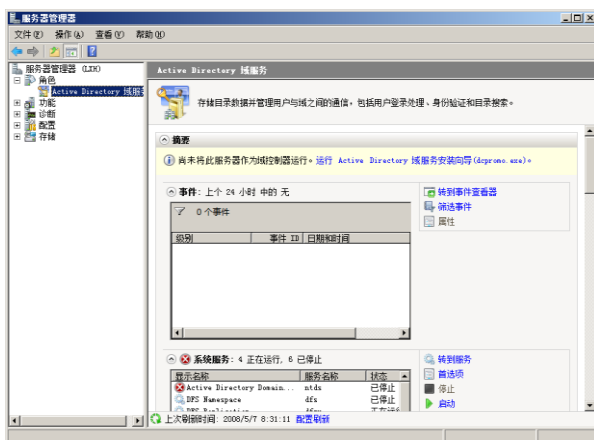 服务器管理器
文件(F) 操作(A) 查看(V) 帮助(H)
服务器管理器 (LXH)
角色
Active Directory 域服
功能
诊断
配置
存储
Active Directory 域服务
存储目录数据并管理用户与域之间的通信，包括用户登录处理、身份验证和目录搜索。
摘要
尚未将此服务器作为域控制器运行。运行 Active Directory 域服务安装向导(dcpromo.exe)。
事件: 上个 24 小时 中的 无
0 个事件
级别 事件 ID 日期和时间
转到事件查看器
筛选事件
属性
系统服务: 4 正在运行, 6 已停止
显示名称 服务名称 状态
Active Directory Domain... ntds 已停止
DFS Namespace dfs 已停止
DFS Replication
转到服务
首选项
停止
启动
上次刷新时间: 2008/5/7 8:31:11 配置刷新